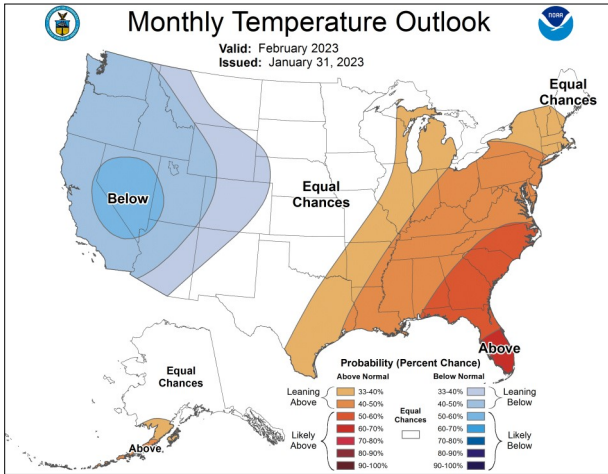 Monthly Temperature Outlook
Valid: February 2023
Issued: January 31, 2023
NOAA
Equal
Chances
Below
Equal
Chances
Above
Equal
Chances
Above
Probability (Percent Chance)
Above Normal
Below Normal
Leaning
Above
33-40%
40-50%
Likely
Above
50-60%
60-70%
70-80%
80-90%
90-100%
Equal
Chances
33-40%
40-50%
Leaning
Below
50-60%
60-70%
70-80%
80-90%
90-100%
Likely
Below